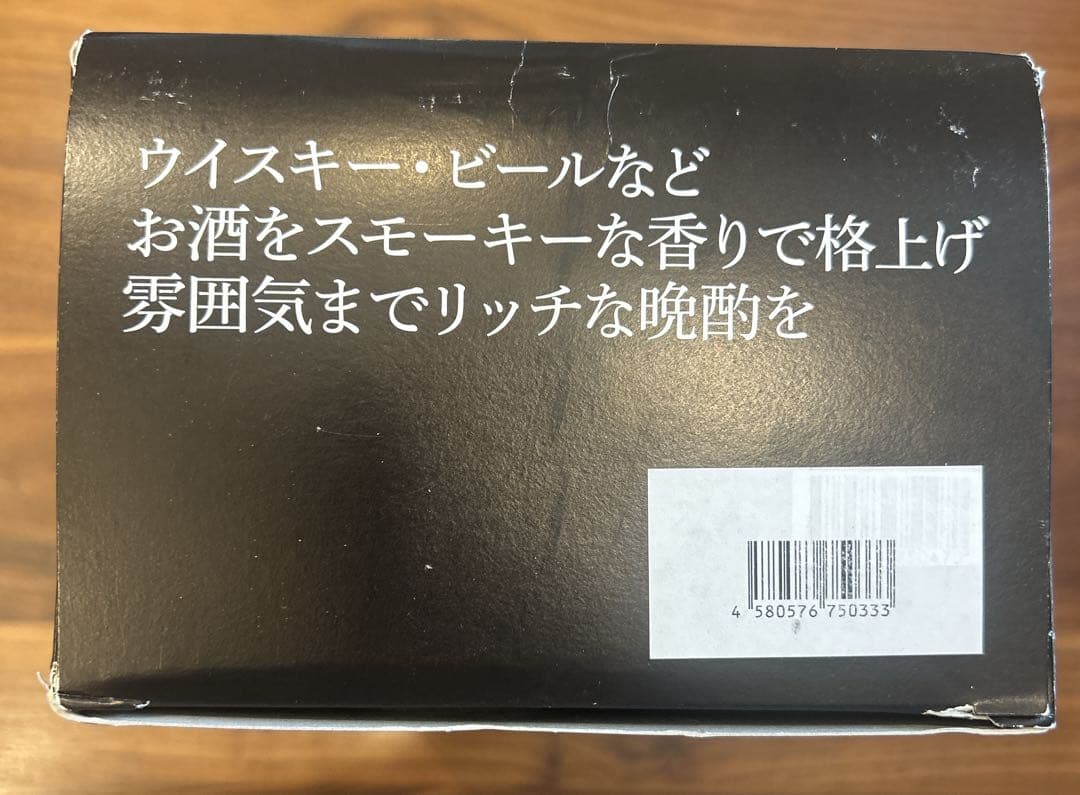 ウイスキー・ビールなど
お酒をスモーキーな香りで格上げ
雰囲気までリッチな晩酌を
4 580576 750333